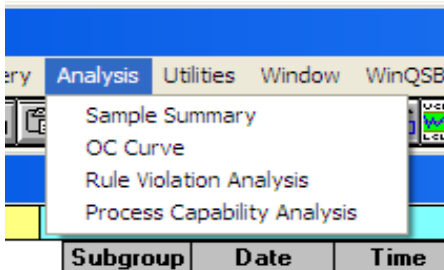 ery Analysis Utilities Window WinQSB
Sample Summary
OC Curve
Rule Violation Analysis
Process Capability Analysis
Subgroup Date Time